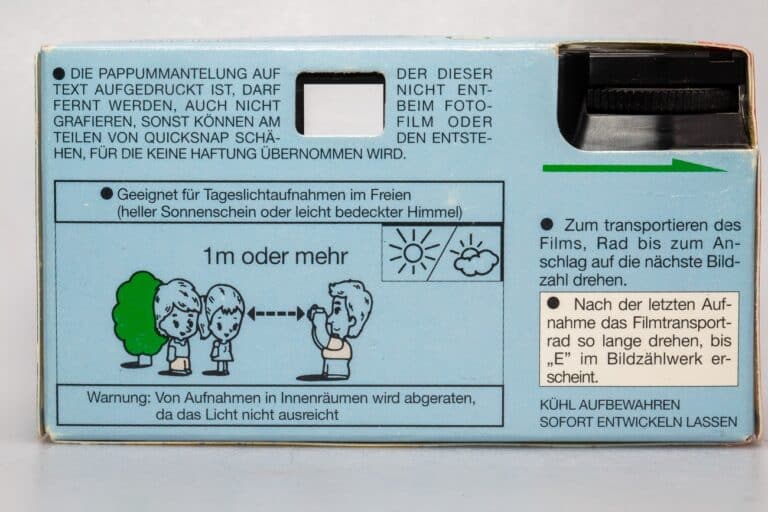 ● DIE PAPPUMMANTELUNG AUF DER DIESER
TEXT AUFGEDRUCKT IST, DARF NICHT ENT-
FERNT WERDEN, AUCH NICHT BEIM FOTO-
GRAFIEREN, SONST KÖNNEN AM FILM ODER
TEILEN VON QUICKSNAP SCHÄ- DEN ENTSTE-
HEN, FÜR DIE KEINE HAFTUNG ÜBERNOMMEN WIRD.
● Geeignet für Tageslichtaufnahmen im Freien
(heller Sonnenschein oder leicht bedeckter Himmel)
1m oder mehr
Warnung: Von Aufnahmen in Innenräumen wird abgeraten,
da das Licht nicht ausreicht
● Zum transportieren des
Films, Rad bis zum An-
schlag auf die nächste Bild-
zahl drehen.
● Nach der letzten Auf-
nahme das Filmtransport-
rad so lange drehen, bis
„E" im Bildzählwerk er-
scheint.
KÜHL AUFBEWAHREN
SOFORT ENTWICKELN LASSEN